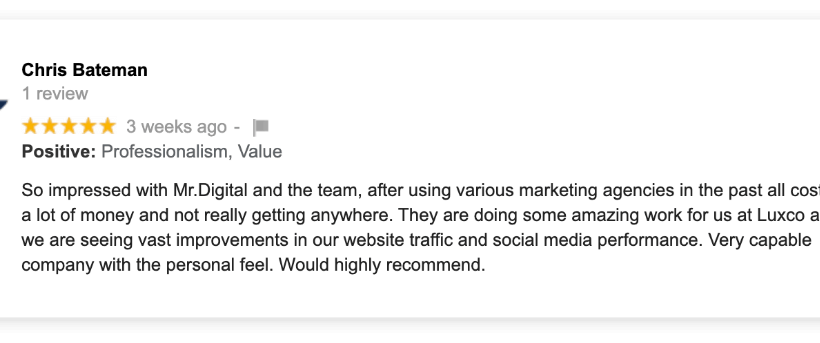 Chris Bateman
1 review
3 weeks ago -
Positive: Professionalism, Value
So impressed with Mr.Digital and the team, after using various marketing agencies in the past all
a lot of money and not really getting anywhere. They are doing some amazing work for us at Luxco
we are seeing vast improvements in our website traffic and social media performance. Very capable
company with the personal feel. Would highly recommend.